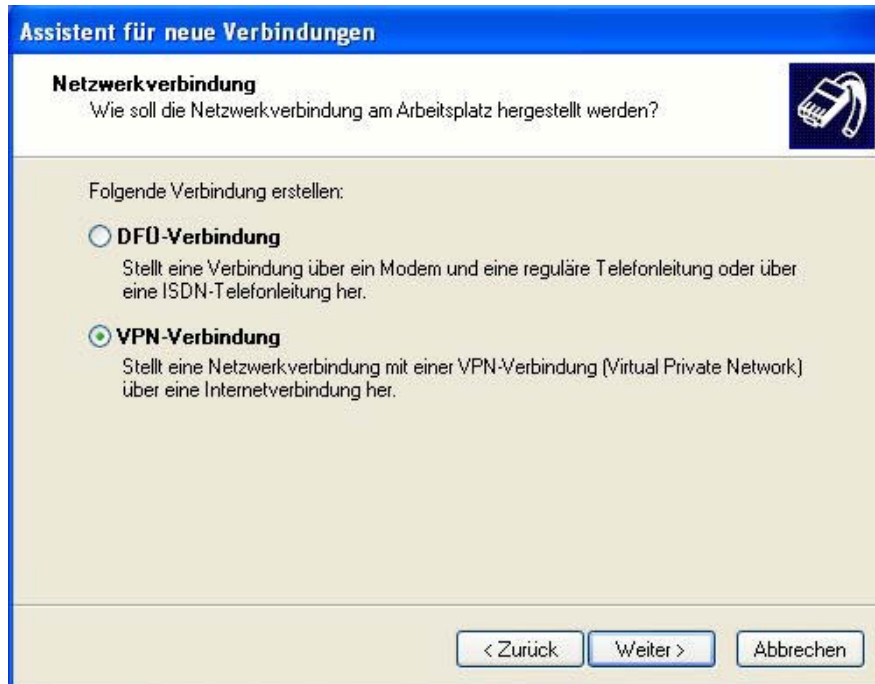 Assistent für neue Verbindungen
Netzwerkverbindung
Wie soll die Netzwerkverbindung am Arbeitsplatz hergestellt werden?
Folgende Verbindung erstellen:
DFÜ-Verbindung
Stellt eine Verbindung über ein Modem und eine reguläre Telefonleitung oder über
eine ISDN-Telefonleitung her.
VPN-Verbindung
Stellt eine Netzwerkverbindung mit einer VPN-Verbindung (Virtual Private Network)
über eine Internetverbindung her.
< Zurück Weiter > Abbrechen